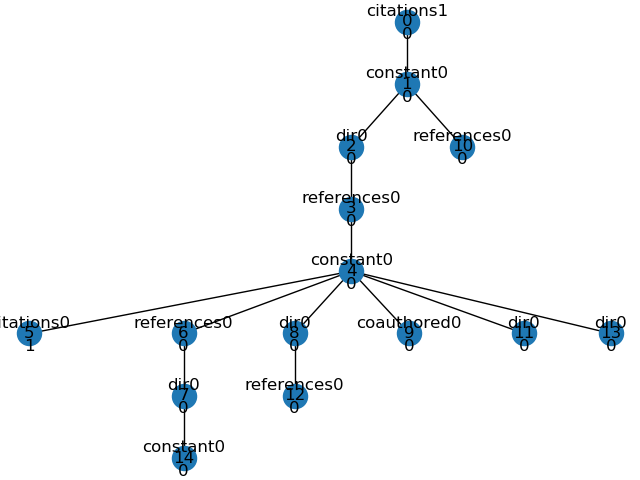 citations1
0
0
constant0
1
0
dir0
2
0
references0
10
0
references0
3
0
constant0
4
0
itations0
5
1
references0
6
0
dir0
8
0
coauthored0
9
0
dir0
11
0
dir0
13
0
dir0
7
0
references0
12
0
constant0
14
0